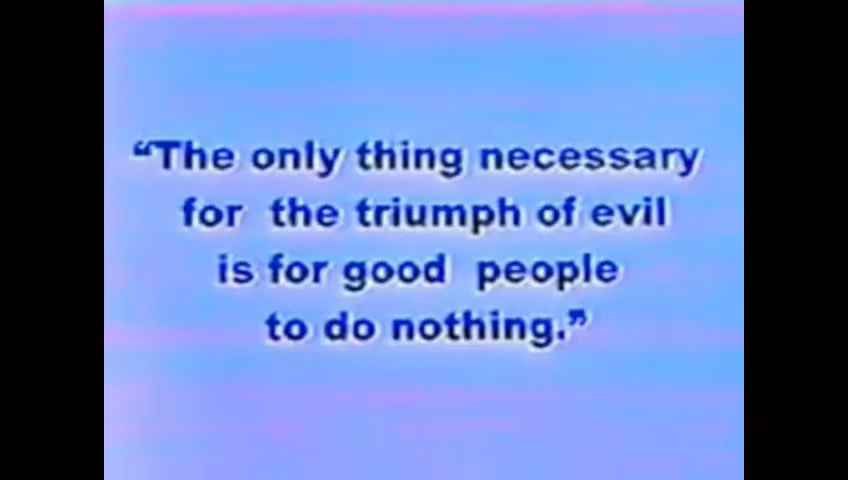 “The only thing necessary
for the triumph of evil
is for good people
to do nothing.”